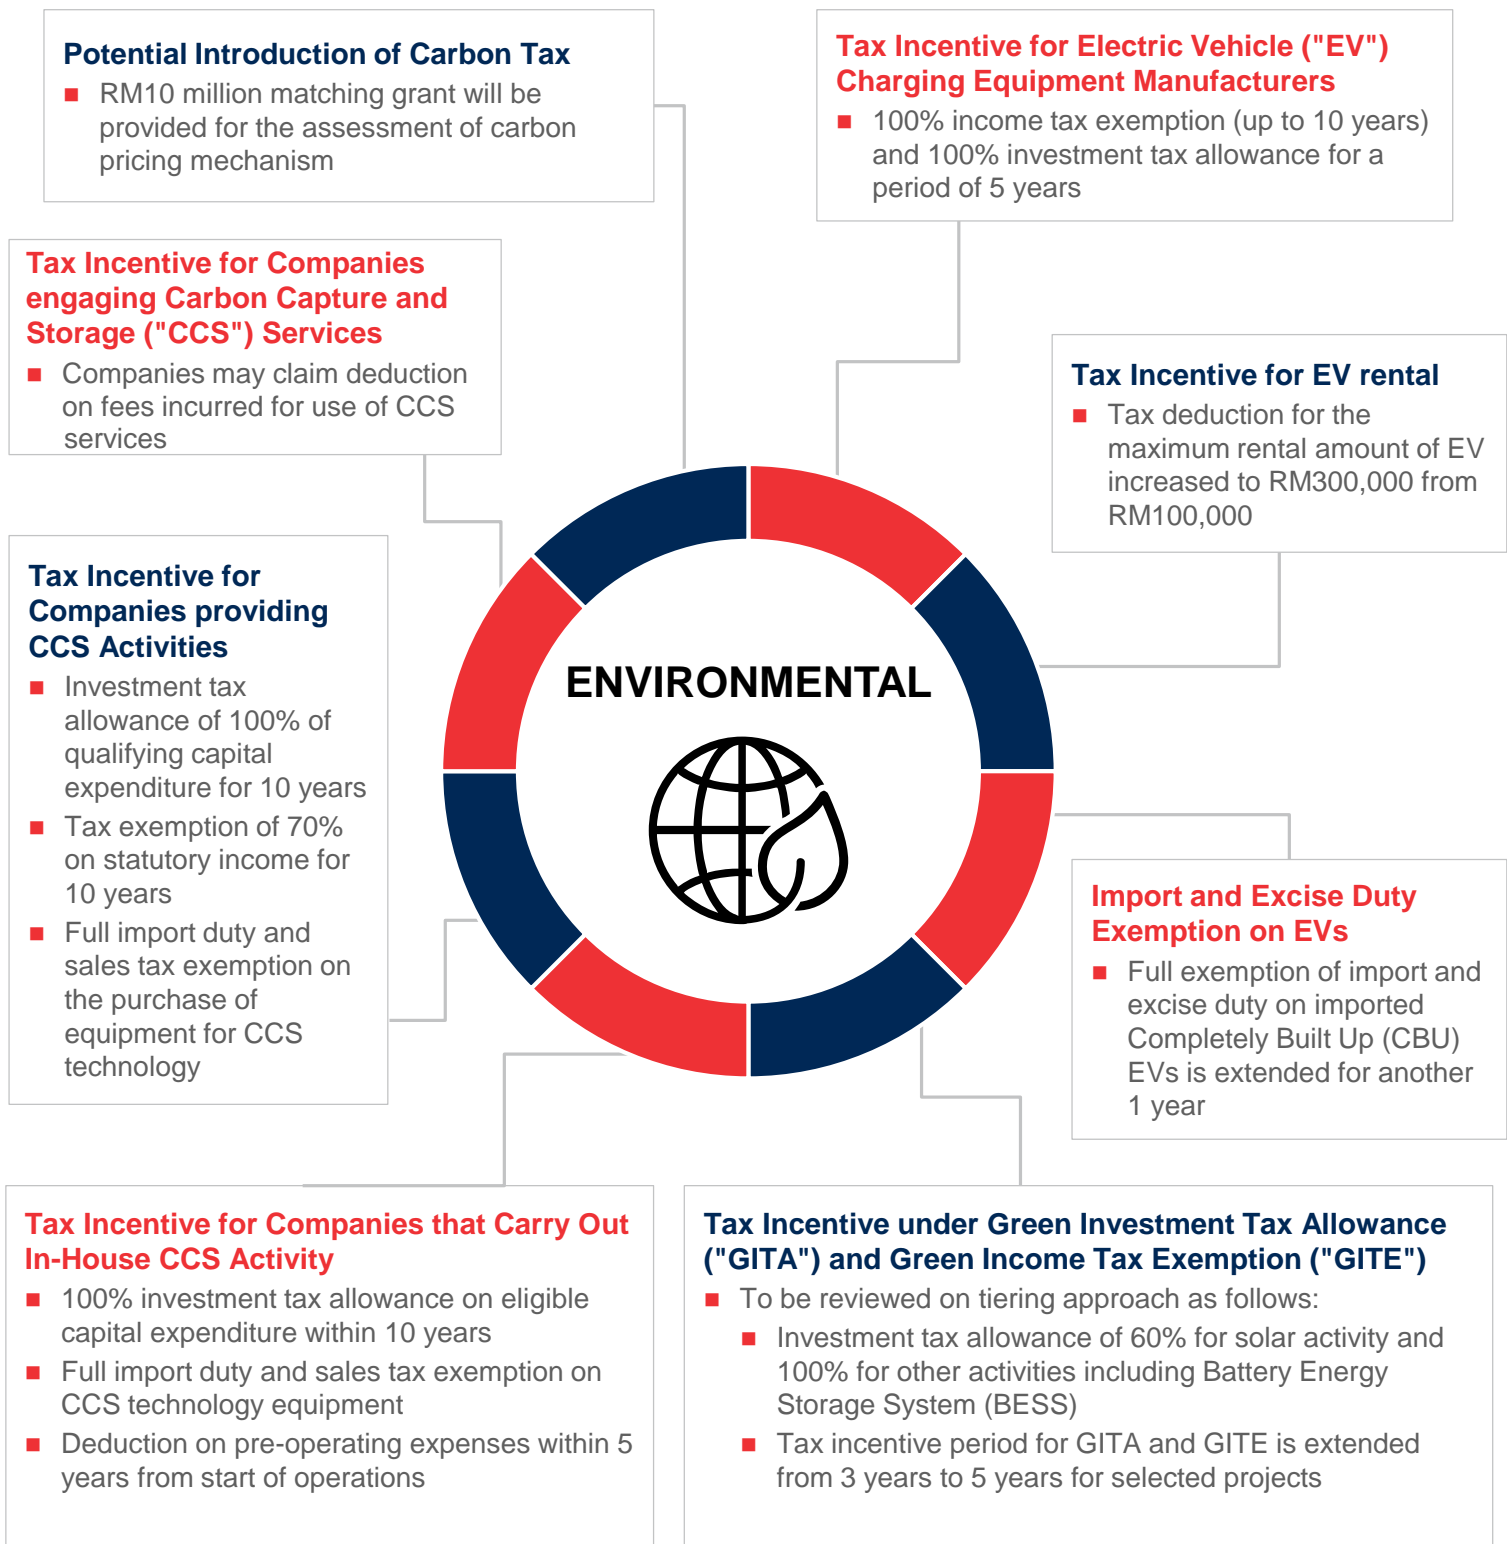 Potential Introduction of Carbon Tax
■ RM10 million matching grant will be
provided for the assessment of carbon
pricing mechanism
Tax Incentive for Electric Vehicle ("EV")
Charging Equipment Manufacturers
■ 100% income tax exemption (up to 10 years)
and 100% investment tax allowance for a
period of 5 years
Tax Incentive for Companies
engaging Carbon Capture and
Storage ("CCS") Services
■ Companies may claim deduction
on fees incurred for use of CCS
services
Tax Incentive for EV rental
■ Tax deduction for the
maximum rental amount of EV
increased to RM300,000 from
RM100,000
Tax Incentive for
Companies providing
CCS Activities
■ Investment tax
allowance of 100% of
qualifying capital
expenditure for 10 years
■ Tax exemption of 70%
on statutory income for
10 years
■ Full import duty and
sales tax exemption on
the purchase of
equipment for CCS
technology
ENVIRONMENTAL
Import and Excise Duty
Exemption on EVs
■ Full exemption of import and
excise duty on imported
Completely Built Up (CBU)
EVs is extended for another
1 year
Tax Incentive for Companies that Carry Out
In-House CCS Activity
■ 100% investment tax allowance on eligible
capital expenditure within 10 years
■ Full import duty and sales tax exemption on
CCS technology equipment
■ Deduction on pre-operating expenses within 5
years from start of operations
Tax Incentive under Green Investment Tax Allowance
("GITA") and Green Income Tax Exemption ("GITE")
■ To be reviewed on tiering approach as follows:
■ Investment tax allowance of 60% for solar activity and
100% for other activities including Battery Energy
Storage System (BESS)
■ Tax incentive period for GITA and GITE is extended
from 3 years to 5 years for selected projects